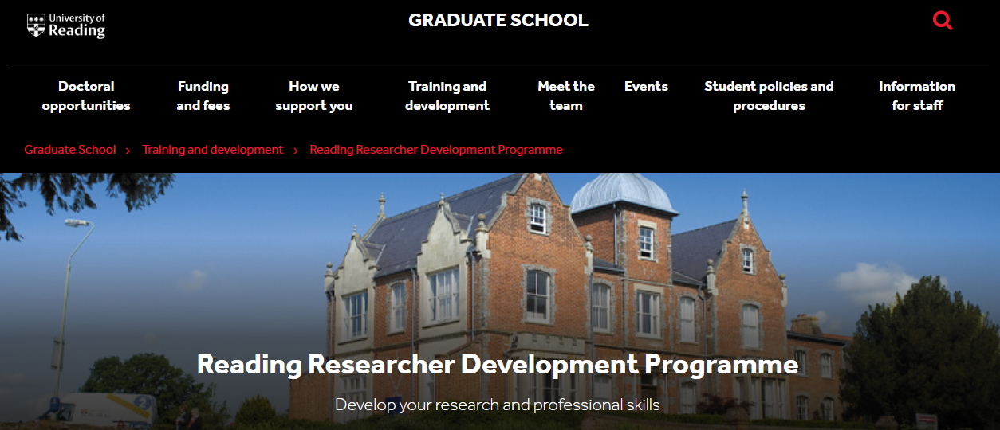 University of
Reading
GRADUATE SCHOOL
Doctoral
opportunities
Funding
and fees
How we
support you
Training and
development
Meet the
team
Events
Student policies and
procedures
Information
for staff
Graduate School > Training and development > Reading Researcher Development Programme
2
Reading Researcher Development Programme
Develop your research and professional skills